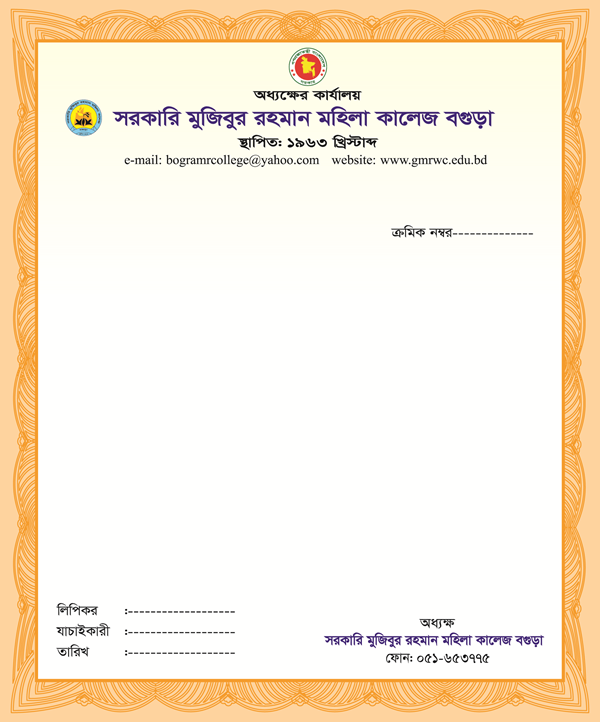 অধ্যক্ষের কার্যালয়
সরকারি মুজিবুর রহমান মহিলা কালেজ বগুড়া
স্থাপিত: ১৯৬৩ খ্রিস্টাব্দ
e-mail: bogramrcollege@yahoo.com website: www.gmrwc.edu.bd
ক্রমিক নম্বর--------------
লিপিকর :-------------------
যাচাইকারী :-------------------
তারিখ :-------------------
অধ্যক্ষ
সরকারি মুজিবুর রহমান মহিলা কালেজ বগুড়া
ফোন: ০৫১-৬৫৩৭৭৫